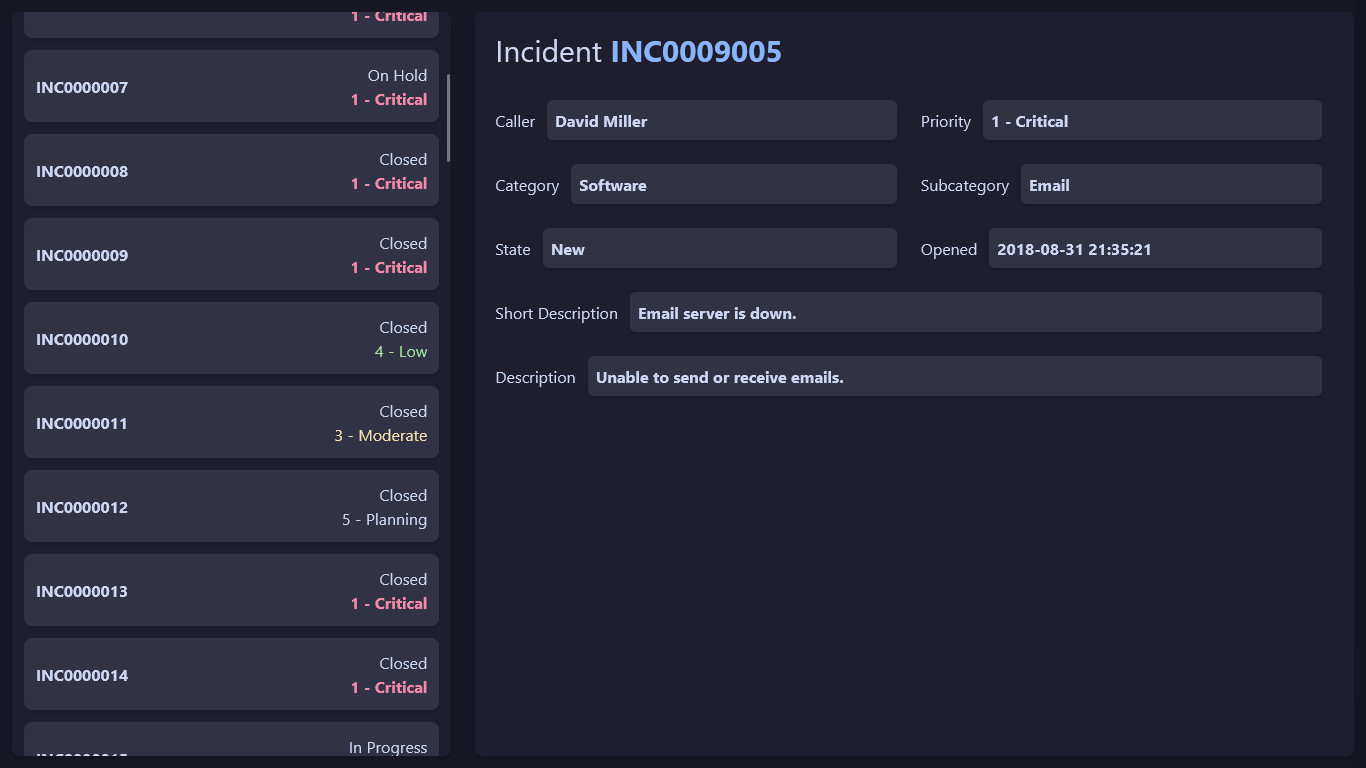 1 - Critical
INC0000007
On Hold
1 - Critical
INC0000008
Closed
1 - Critical
INC0000009
Closed
1 - Critical
INC0000010
Closed
4 - Low
INC0000011
Closed
3 - Moderate
INC0000012
Closed
5 - Planning
INC0000013
Closed
1 - Critical
INC0000014
Closed
1 - Critical
In Progress
Incident INC0009005
Caller David Miller
Priority 1 - Critical
Category Software
Subcategory Email
State New
Opened 2018-08-31 21:35:21
Short Description Email server is down.
Description Unable to send or receive emails.